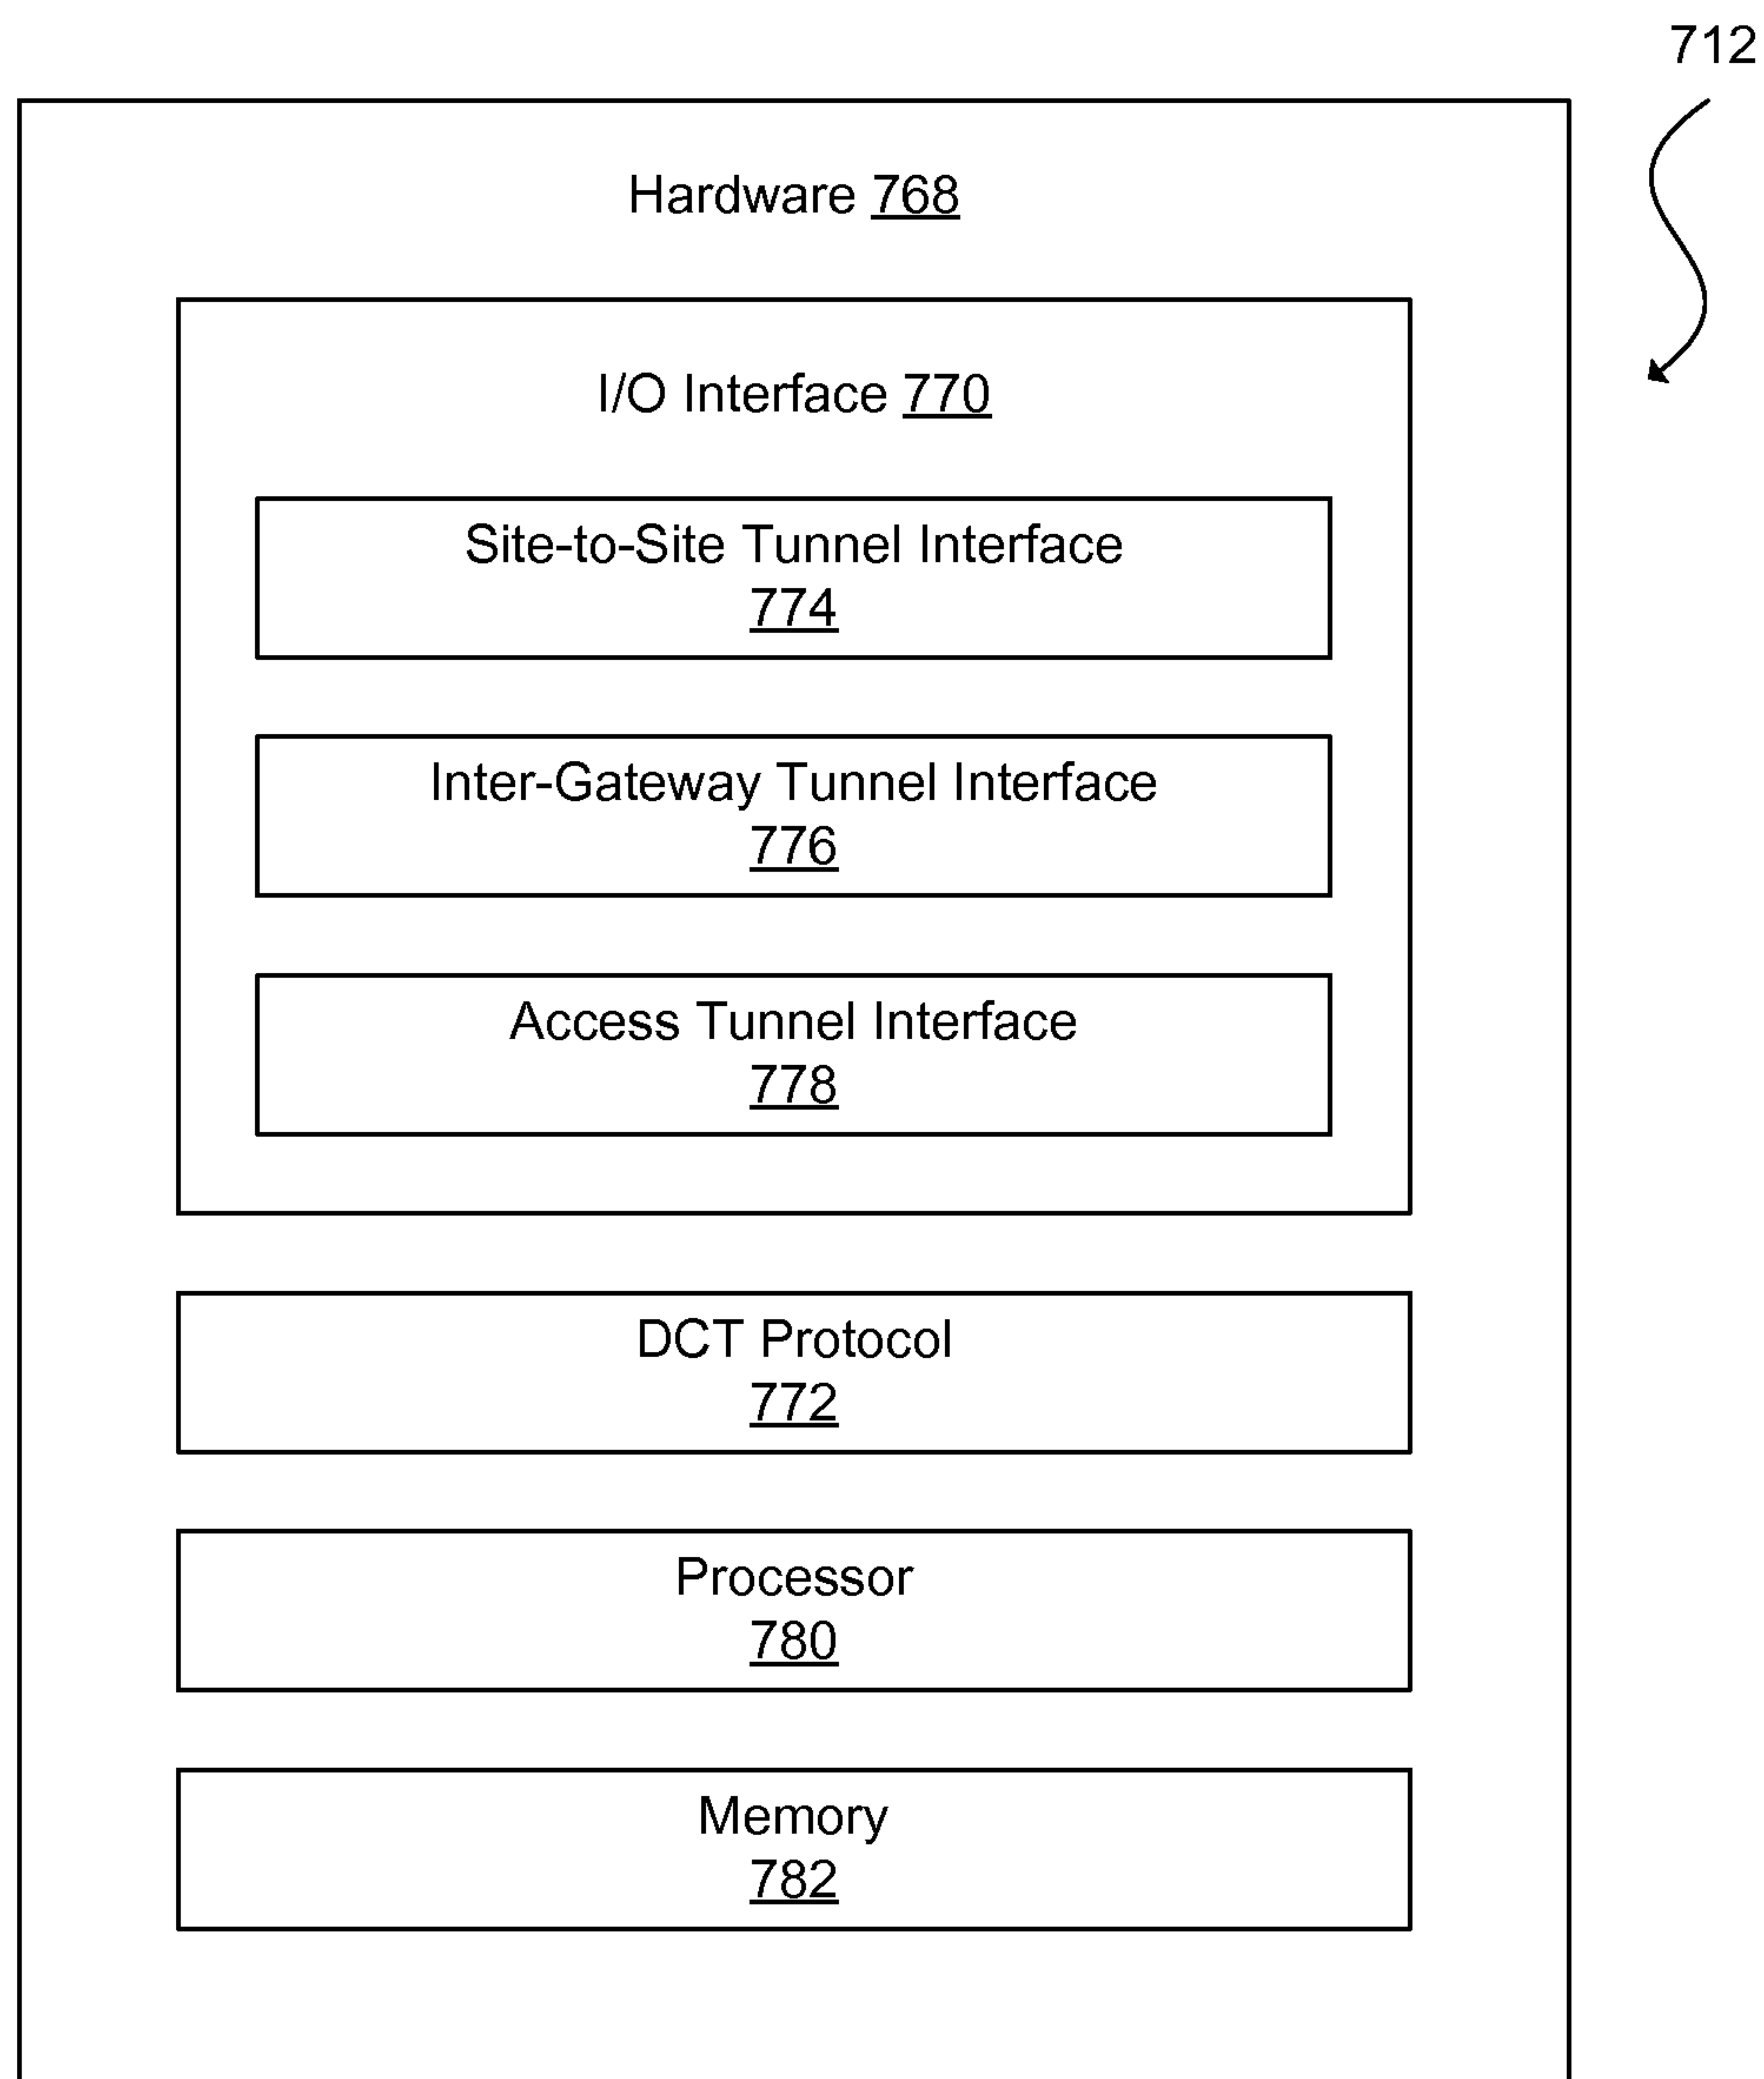 712
Hardware 768
I/O Interface 770
Site-to-Site Tunnel Interface
774
Inter-Gateway Tunnel Interface
776
Access Tunnel Interface
778
DCT Protocol
772
Processor
780
Memory
782